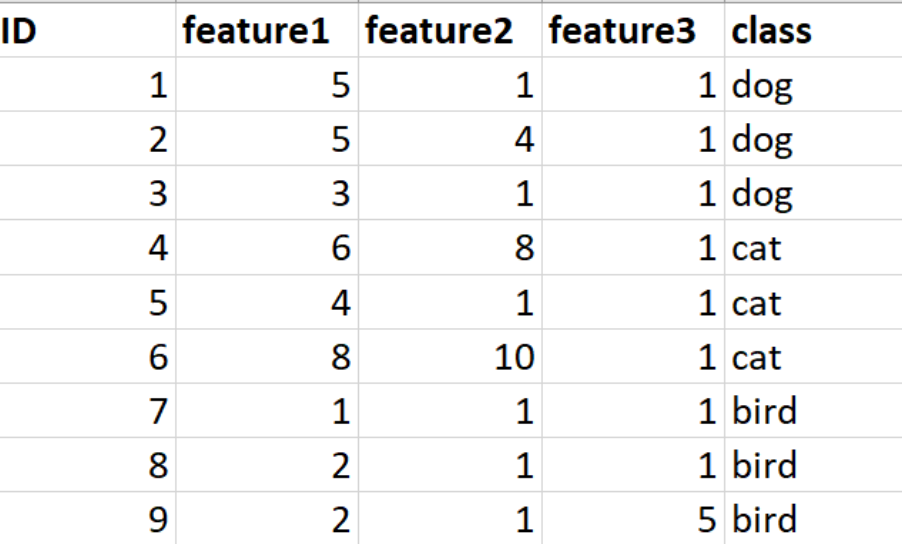 ID feature1 feature2 feature3 class
1 5 1 1 dog
2 5 4 1 dog
3 3 1 1 dog
4 6 8 1 cat
5 4 1 1 cat
6 8 10 1 cat
7 1 1 1 bird
8 2 1 1 bird
9 2 1 5 bird